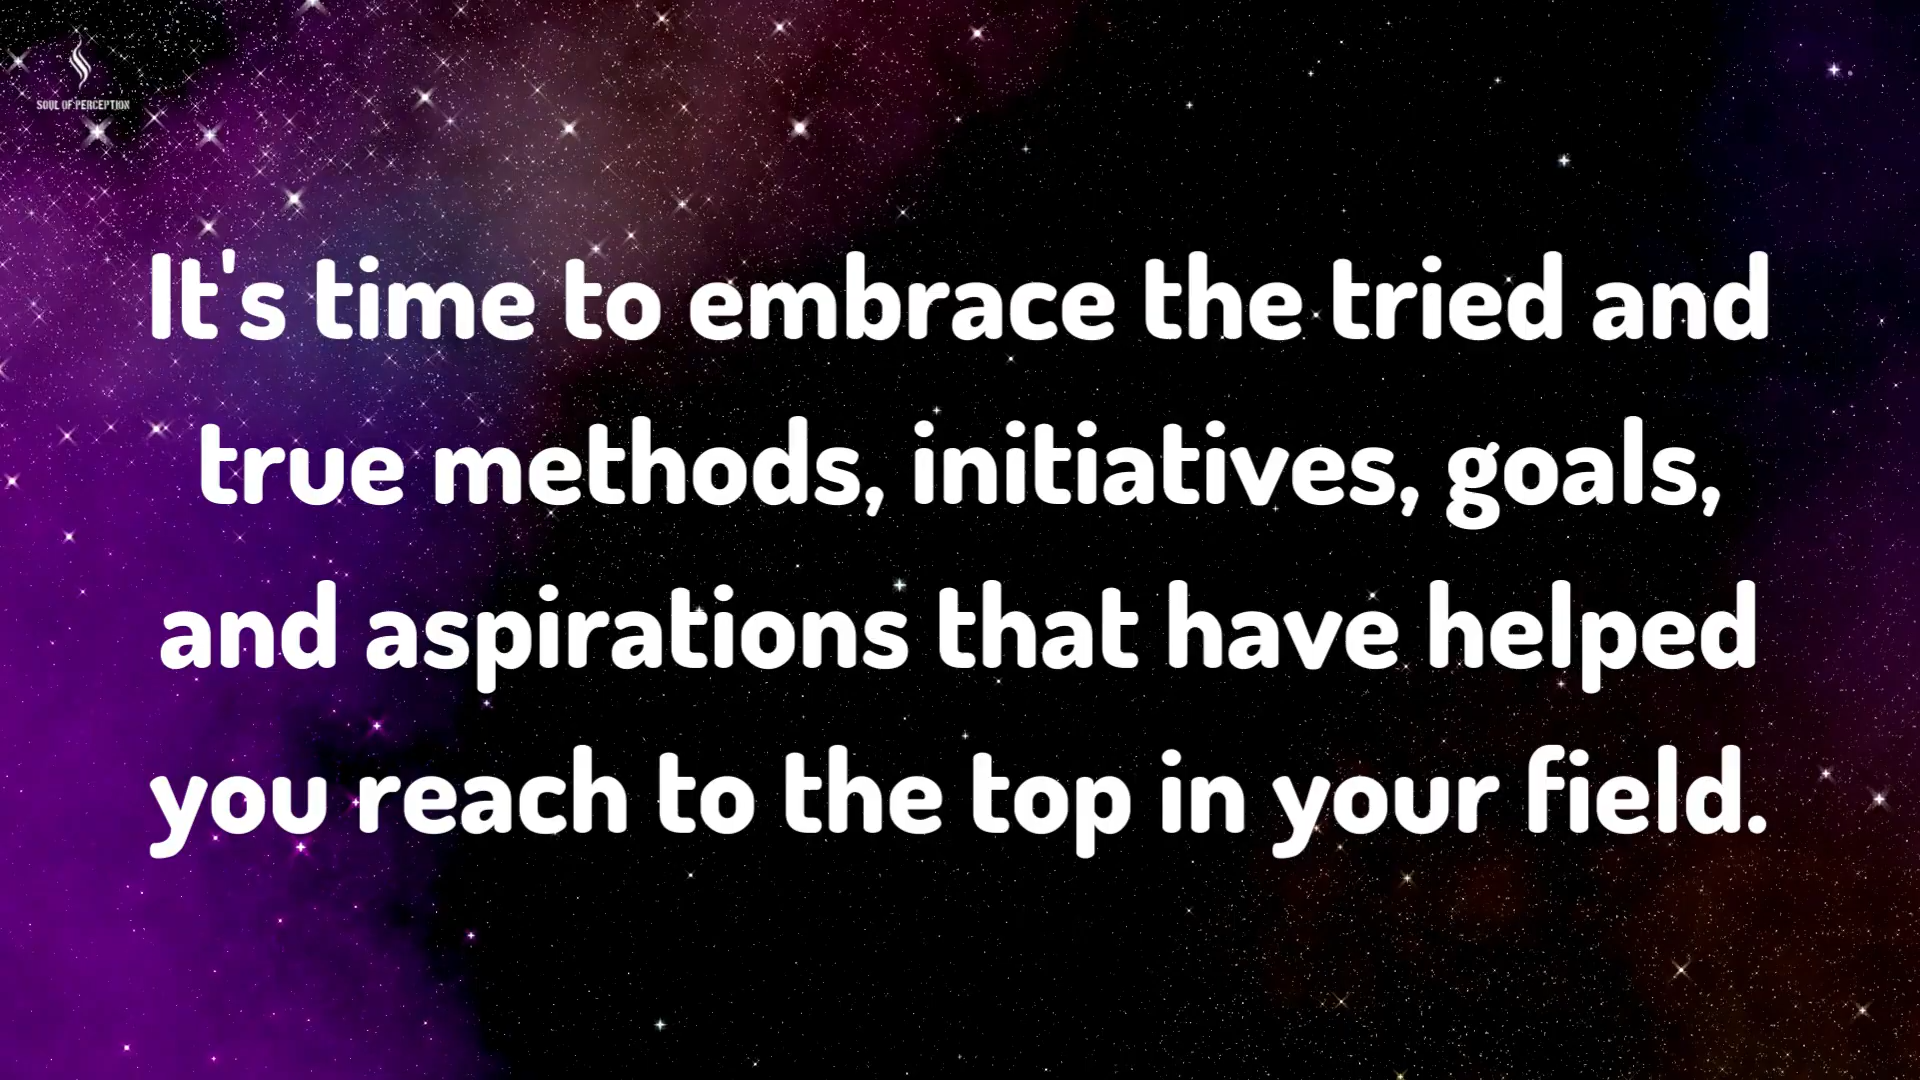 SOUL OF PERCEPTION
It's time to embrace the tried and
true methods, initiatives, goals,
and aspirations that have helped
you reach to the top in your field.